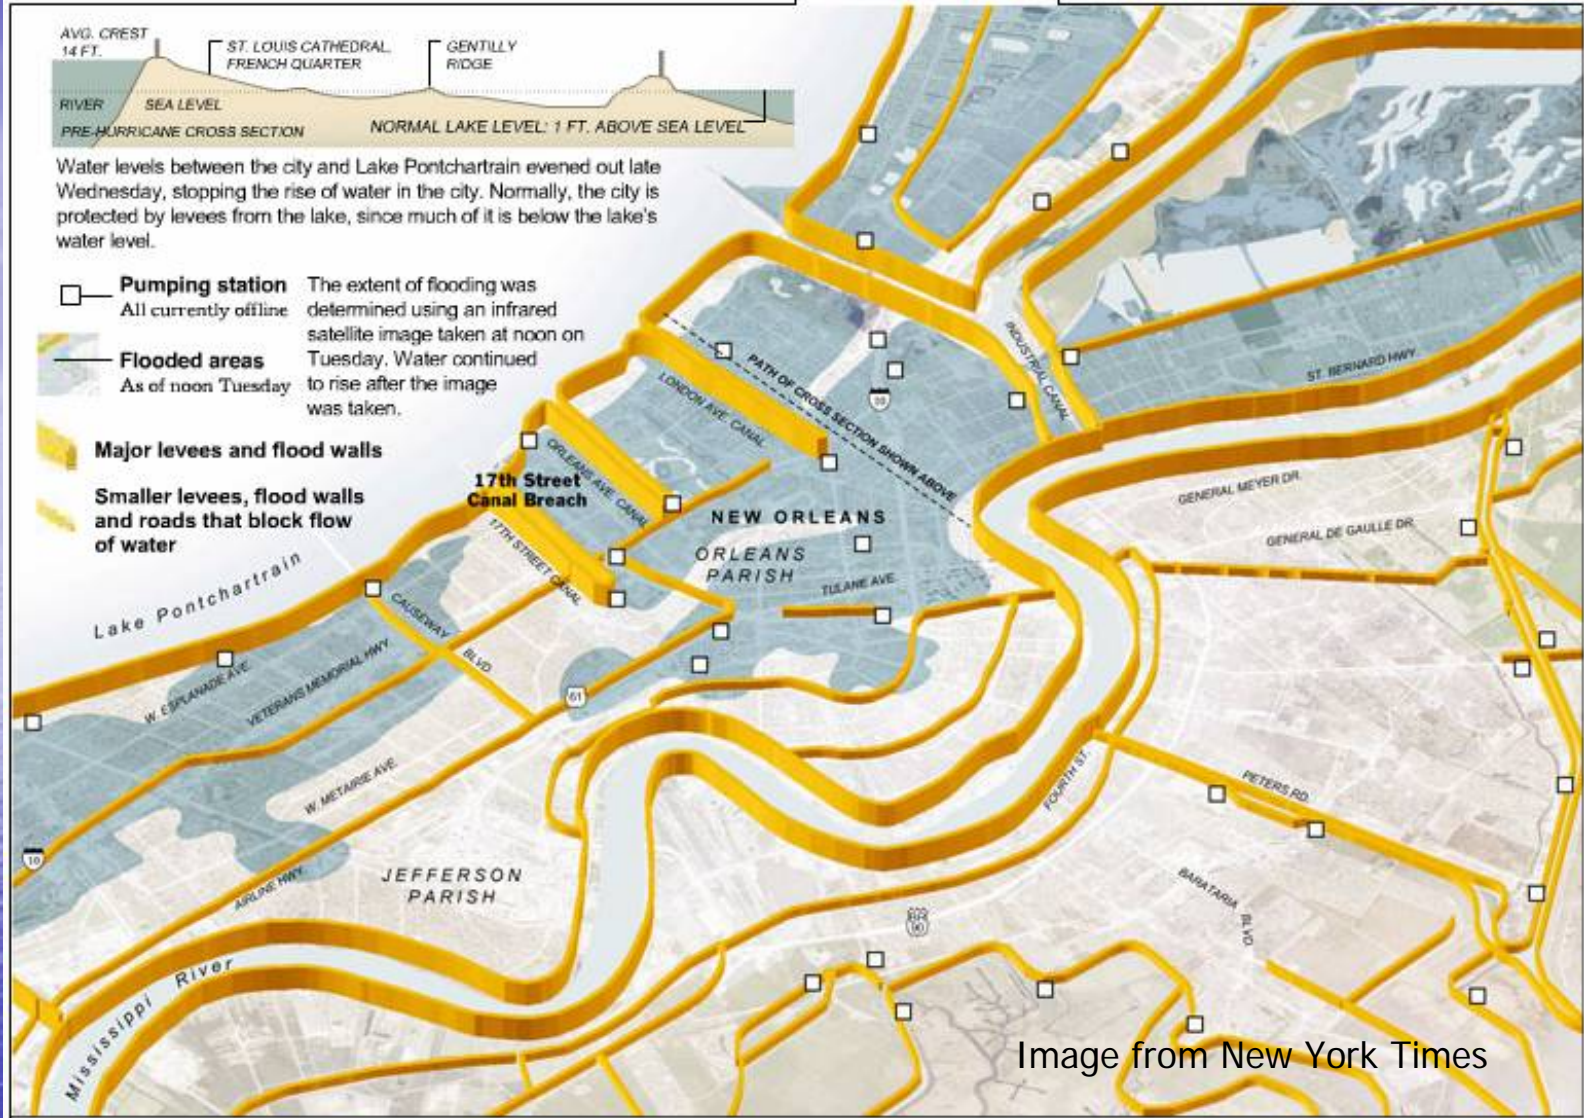 AVG. CREST
14 FT.
ST. LOUIS CATHEDRAL,
FRENCH QUARTER
GENTILLY
RIDGE
RIVER
SEA LEVEL
PRE-HURRICANE CROSS SECTION
NORMAL LAKE LEVEL: 1 FT. ABOVE SEA LEVEL
Water levels between the city and Lake Pontchartrain evened out late
Wednesday, stopping the rise of water in the city. Normally, the city is
protected by levees from the lake, since much of it is below the lake's
water level.
Pumping station
All currently offline
Flooded areas
As of noon Tuesday
The extent of flooding was
determined using an infrared
satellite image taken at noon on
Tuesday. Water continued
to rise after the image
was taken.
Major levees and flood walls
Smaller levees, flood walls
and roads that block flow
of water
Lake Pontchartrain
17th Street
Canal Breach
17TH STREET CANAL
ORLEANS AVE. CANAL
LONDON AVE. CANAL
PATH OF CROSS SECTION SHOWN ABOVE
10
INDUSTRIAL CANAL
ST. BERNARD HWY.
GENERAL MEYER DR.
GENERAL DE GAULLE DR.
NEW ORLEANS
ORLEANS
PARISH
TULANE AVE.
CAUSEWAY BLVD.
W. ESPLANADE AVE.
VETERANS MEMORIAL HWY.
61
W. METAIRIE AVE.
10
AIRLINE HWY.
JEFFERSON
PARISH
FOURTH ST.
PETERS RD.
BARATARIA BLVD.
90
Mississippi River
Image from New York Times